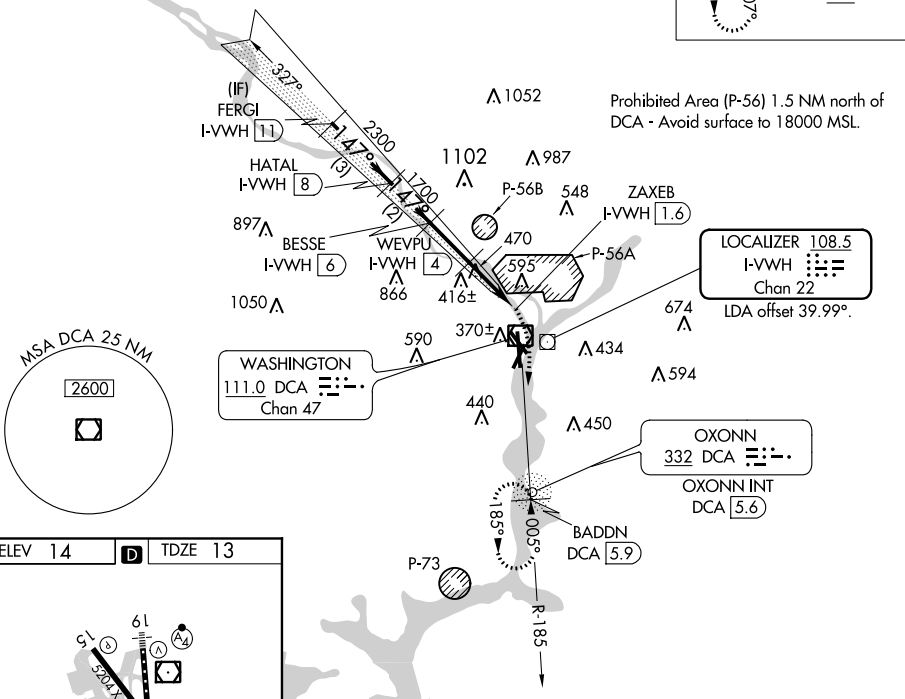 07°
Prohibited Area (P-56) 1.5 NM north of
DCA - Avoid surface to 18000 MSL.
327°
(IF)
FERGI
I-VWH 11
147°
2300
(3)
HATAL
I-VWH 8
147°
1700
(2)
BESSE
I-VWH 6
WEVPU
I-VWH 4
1052
1102
987
P-56B
548
ZAXEB
I-VWH 1.6
897
866
470
416±
595
P-56A
LOCALIZER 108.5
I-VWH
Chan 22
LDA offset 39.99°.
1050
590
370±
434
674
594
MSA DCA 25 NM
2600
WASHINGTON
111.0 DCA
Chan 47
440
450
OXONN
332 DCA
OXONN INT
DCA 5.6
BADDN
DCA 5.9
185°
005°
R-185
P-73
ELEV 14
D
TDZE 13
15
P
19
V
A4
5204 X